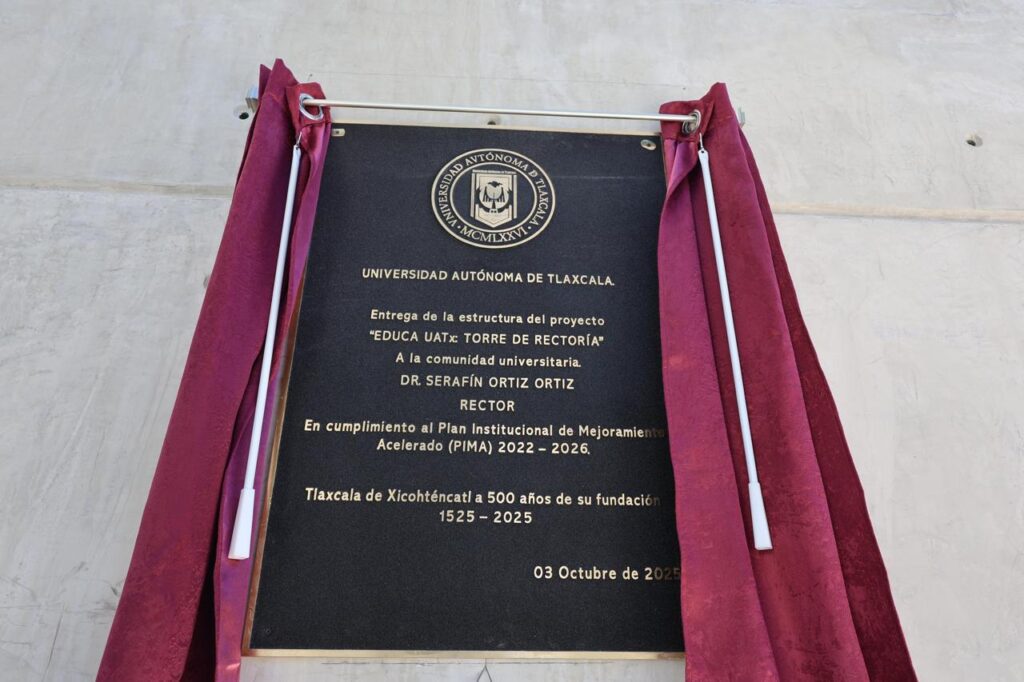 UNIVERSIDAD AVTÓNOMA D TLAXCALA
MCMLXXVI
UNIVERSIDAD AUTÓNOMA DE TLAXCALA.
Entrega de la estructura del proyecto
“EDUCA UATx: TORRE DE RECTORÍA”
A la comunidad universitaria.
DR. SERAFÍN ORTIZ ORTIZ
RECTOR
En cumplimiento al Plan Institucional de Mejoramiento
Acelerado (PIMA) 2022 – 2026.
Tlaxcala de Xicohténcatl a 500 años de su fundación
1525 – 2025
03 Octubre de 2025